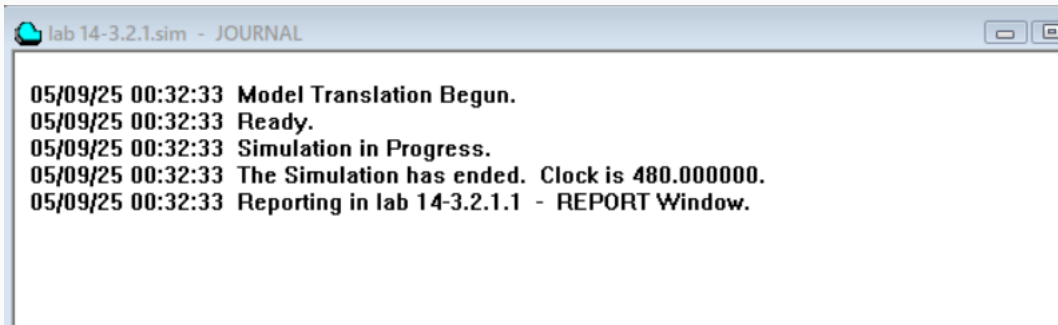 lab 14-3.2.1.sim - JOURNAL
05/09/25 00:32:33 Model Translation Begun.
05/09/25 00:32:33 Ready.
05/09/25 00:32:33 Simulation in Progress.
05/09/25 00:32:33 The Simulation has ended. Clock is 480.000000.
05/09/25 00:32:33 Reporting in lab 14-3.2.1.1 - REPORT Window.